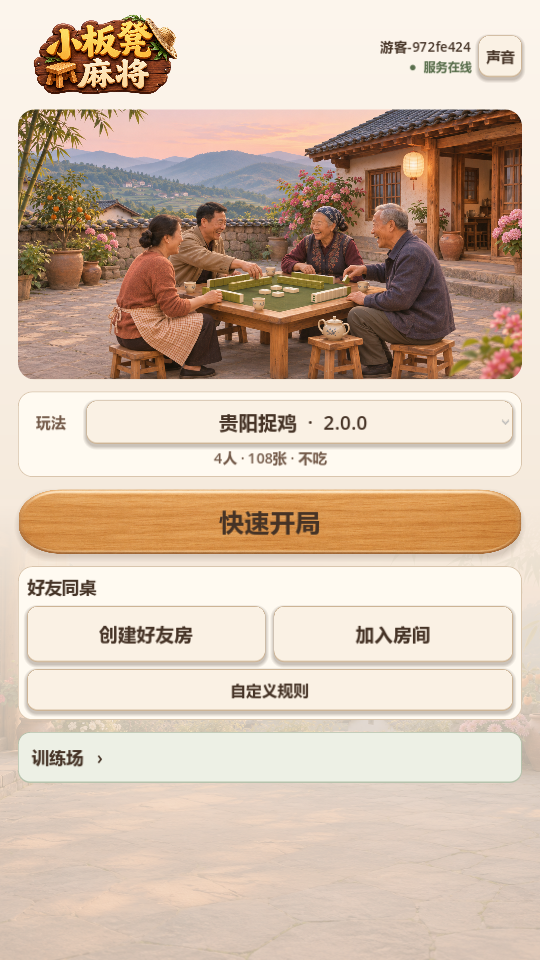 小板凳
麻将
游客-972fe424
● 服务在线
声音
玩法
贵阳捉鸡 · 2.0.0
4人 · 108张 · 不吃
快速开局
好友同桌
创建好友房
加入房间
自定义规则
训练场 ›